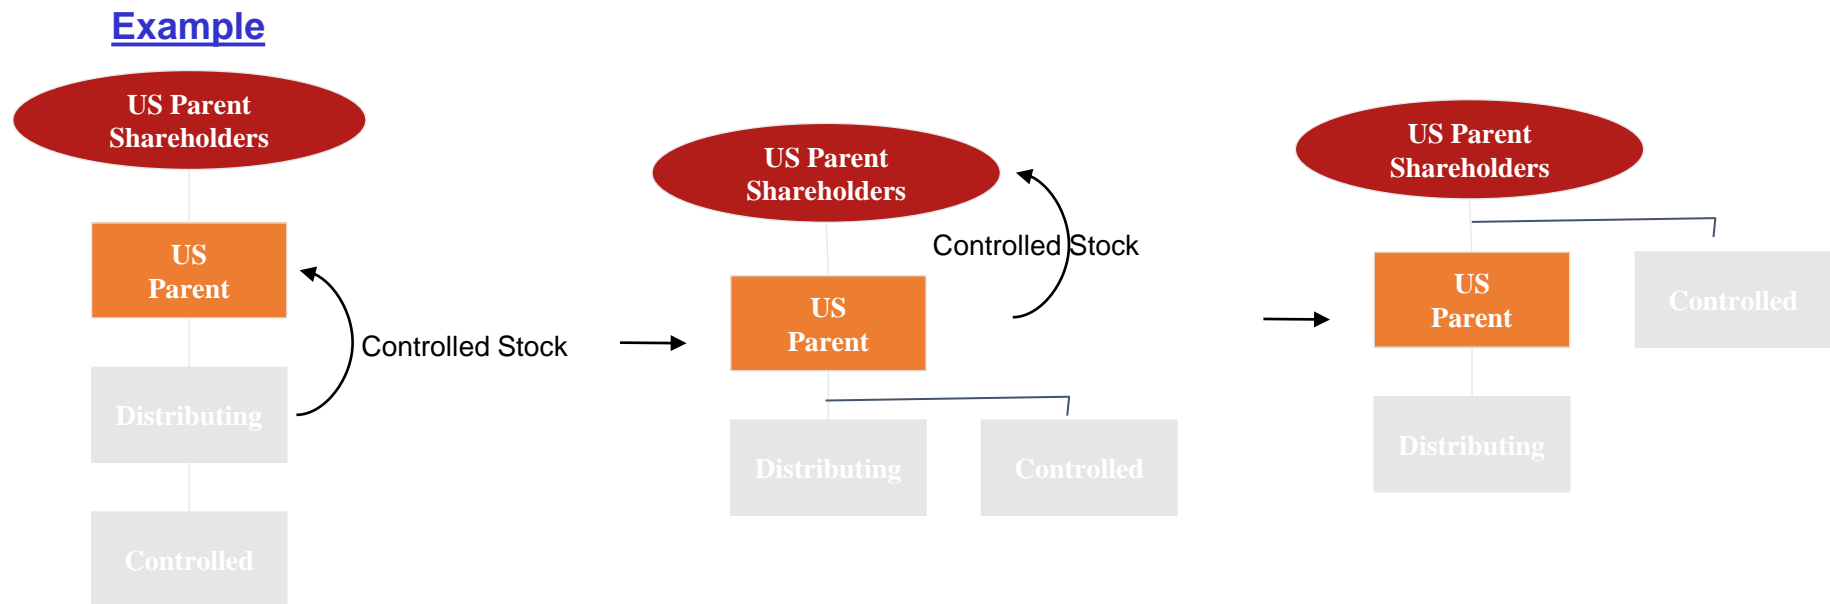 Example
US Parent
Shareholders
US
Parent
Controlled Stock
Distributing
Controlled
US Parent
Shareholders
Controlled Stock
US
Parent
Distributing
Controlled
US Parent
Shareholders
US
Parent
Controlled
Distributing